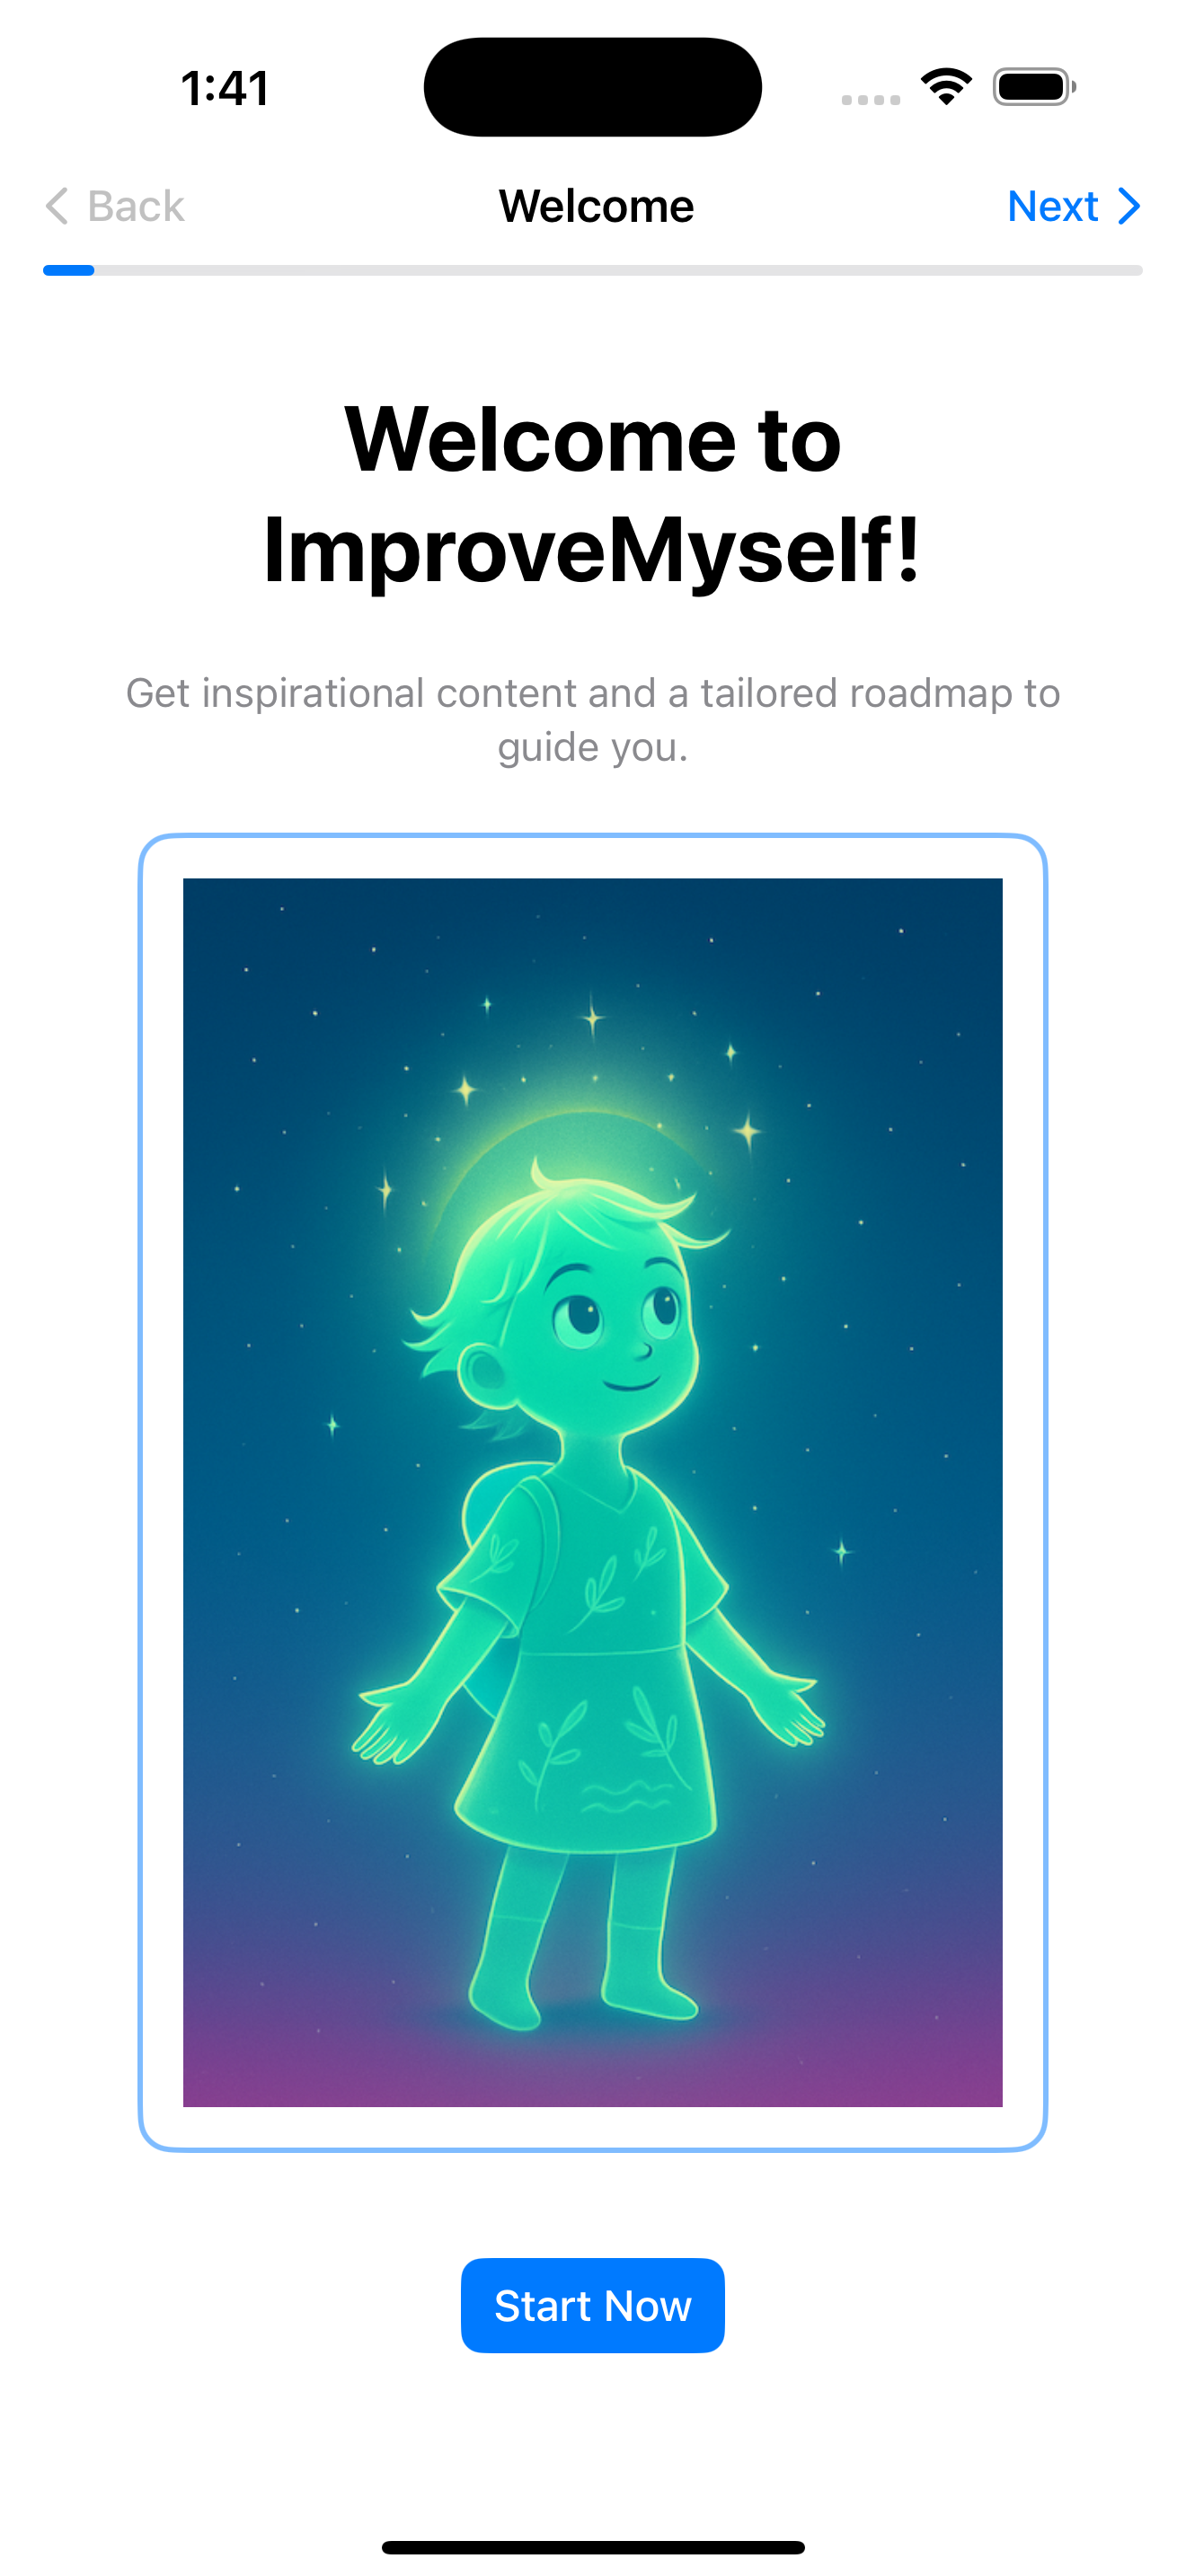 1:41
Back
Welcome
Next
Welcome to
ImproveMyself!
Get inspirational content and a tailored roadmap to
guide you.
Start Now